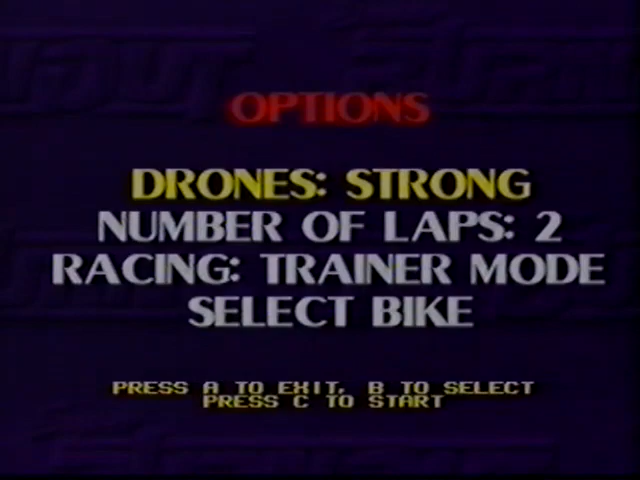 OPTIONS
DRONES: STRONG
NUMBER OF LAPS: 2
RACING: TRAINER MODE
SELECT BIKE
PRESS A TO EXIT, B TO SELECT
PRESS C TO START